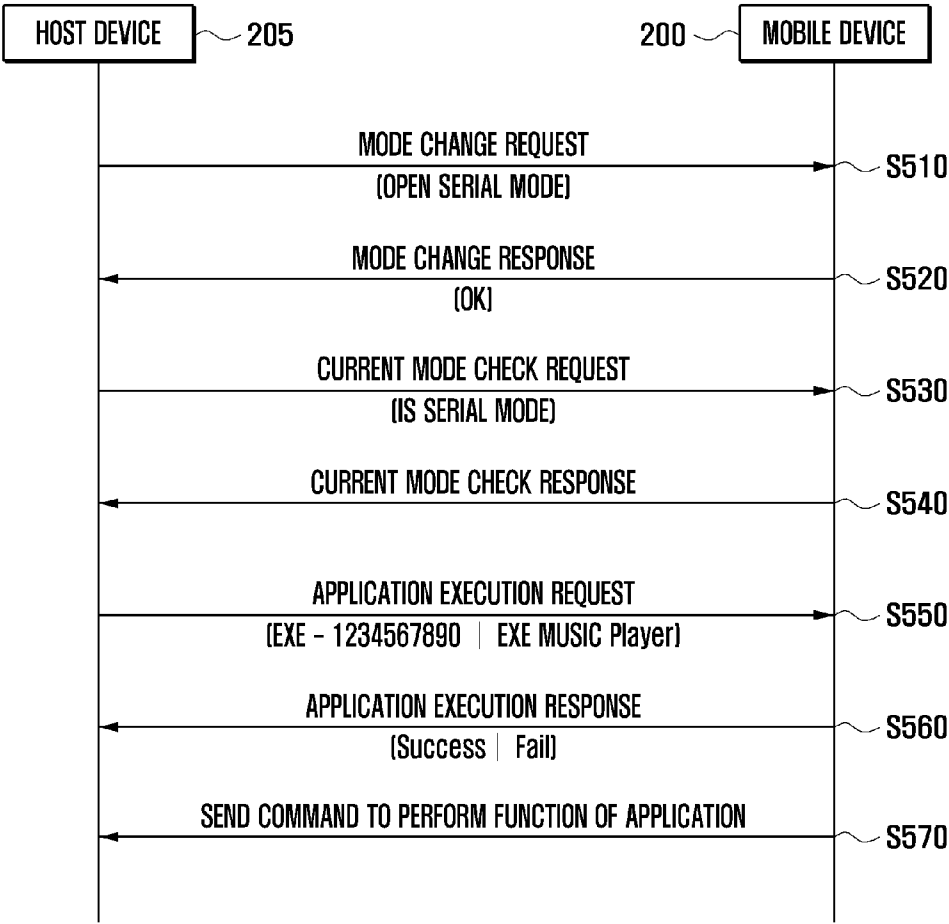 HOST DEVICE 205 200 MOBILE DEVICE
MODE CHANGE REQUEST
S510
(OPEN SERIAL MODE)
MODE CHANGE RESPONSE
S520
(OK)
CURRENT MODE CHECK REQUEST
S530
(IS SERIAL MODE)
CURRENT MODE CHECK RESPONSE
S540
APPLICATION EXECUTION REQUEST
S550
(EXE - 1234567890 | EXE MUSIC Player)
APPLICATION EXECUTION RESPONSE
S560
(Success | Fail)
SEND COMMAND TO PERFORM FUNCTION OF APPLICATION
S570